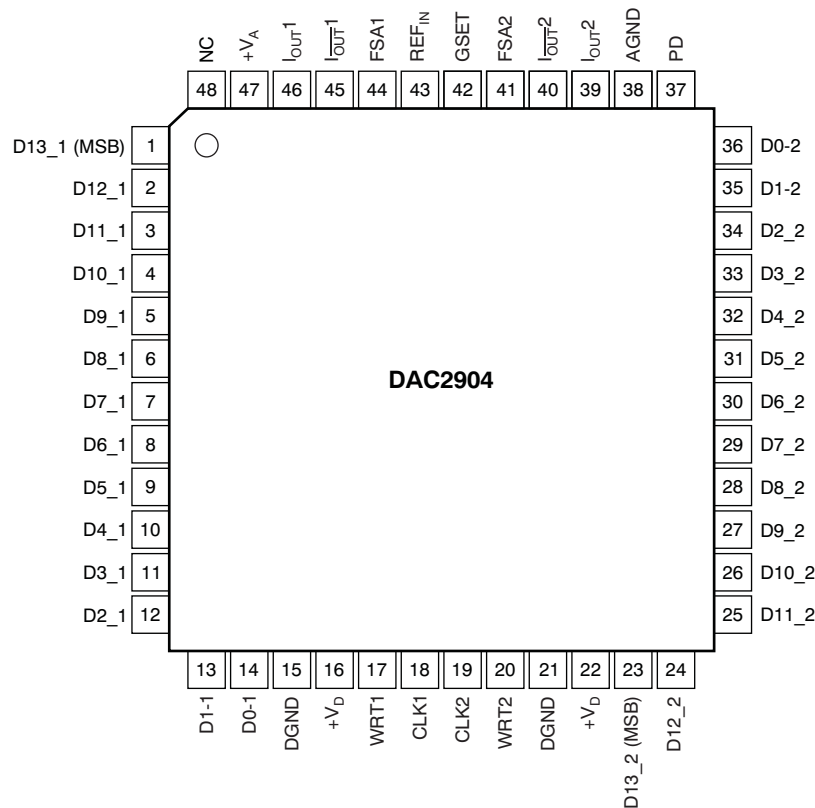 NC
+VA
IOUT1
IOUT1
FSA1
REFIN
GSET
FSA2
IOUT2
IOUT2
AGND
PD
48 47 46 45 44 43 42 41 40 39 38 37
D13_1 (MSB) 1
D12_1 2
D11_1 3
D10_1 4
D9_1 5
D8_1 6
D7_1 7
D6_1 8
D5_1 9
D4_1 10
D3_1 11
D2_1 12
DAC2904
36 D0-2
35 D1-2
34 D2_2
33 D3_2
32 D4_2
31 D5_2
30 D6_2
29 D7_2
28 D8_2
27 D9_2
26 D10_2
25 D11_2
13 14 15 16 17 18 19 20 21 22 23 24
D1-1
D0-1
DGND
+VD
WRT1
CLK1
CLK2
WRT2
DGND
+VD
D13_2 (MSB)
D12_2